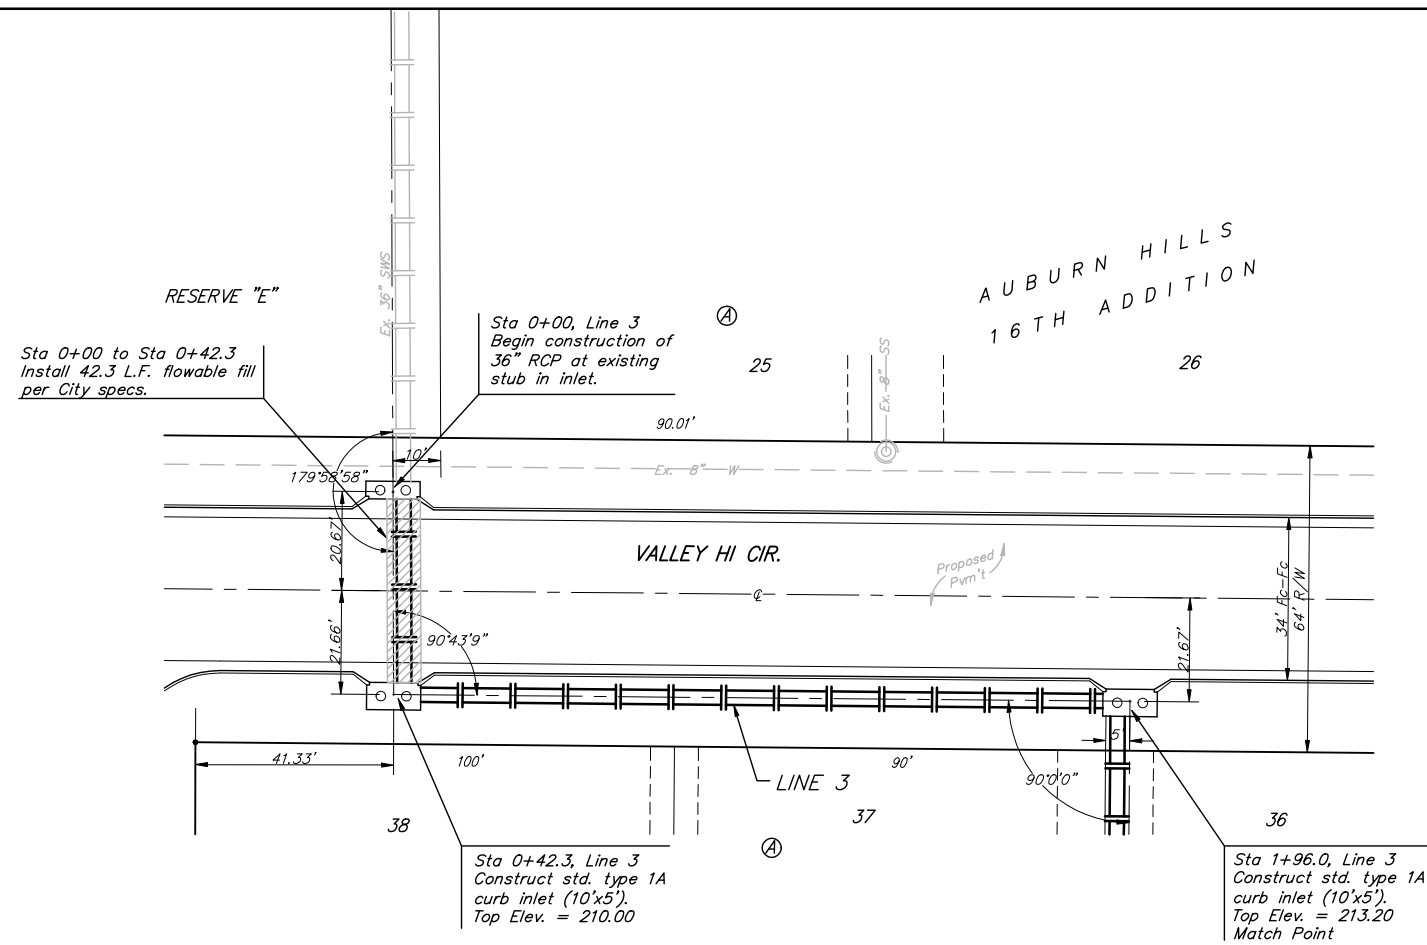 AUBURN HILLS
16TH ADDITION
RESERVE "E"
Ex. 36" SWS
Sta 0+00, Line 3
Begin construction of
36" RCP at existing
stub in inlet.
Sta 0+00 to Sta 0+42.3
Install 42.3 L.F. flowable fill
per City specs.
A
25
26
Ex. 8" SS
90.01'
10'
Ex. 8" W
179°58'58"
20.67'
VALLEY HI CIR.
Proposed
Pvm't
34' Fc-Fc
64' R/W
℄
21.66'
90°43'9"
21.67'
41.33'
100'
90'
5'
LINE 3
90°0'0"
38
37
36
A
Sta 0+42.3, Line 3
Construct std. type 1A
curb inlet (10'x5').
Top Elev. = 210.00
Sta 1+96.0, Line 3
Construct std. type 1A
curb inlet (10'x5').
Top Elev. = 213.20
Match Point